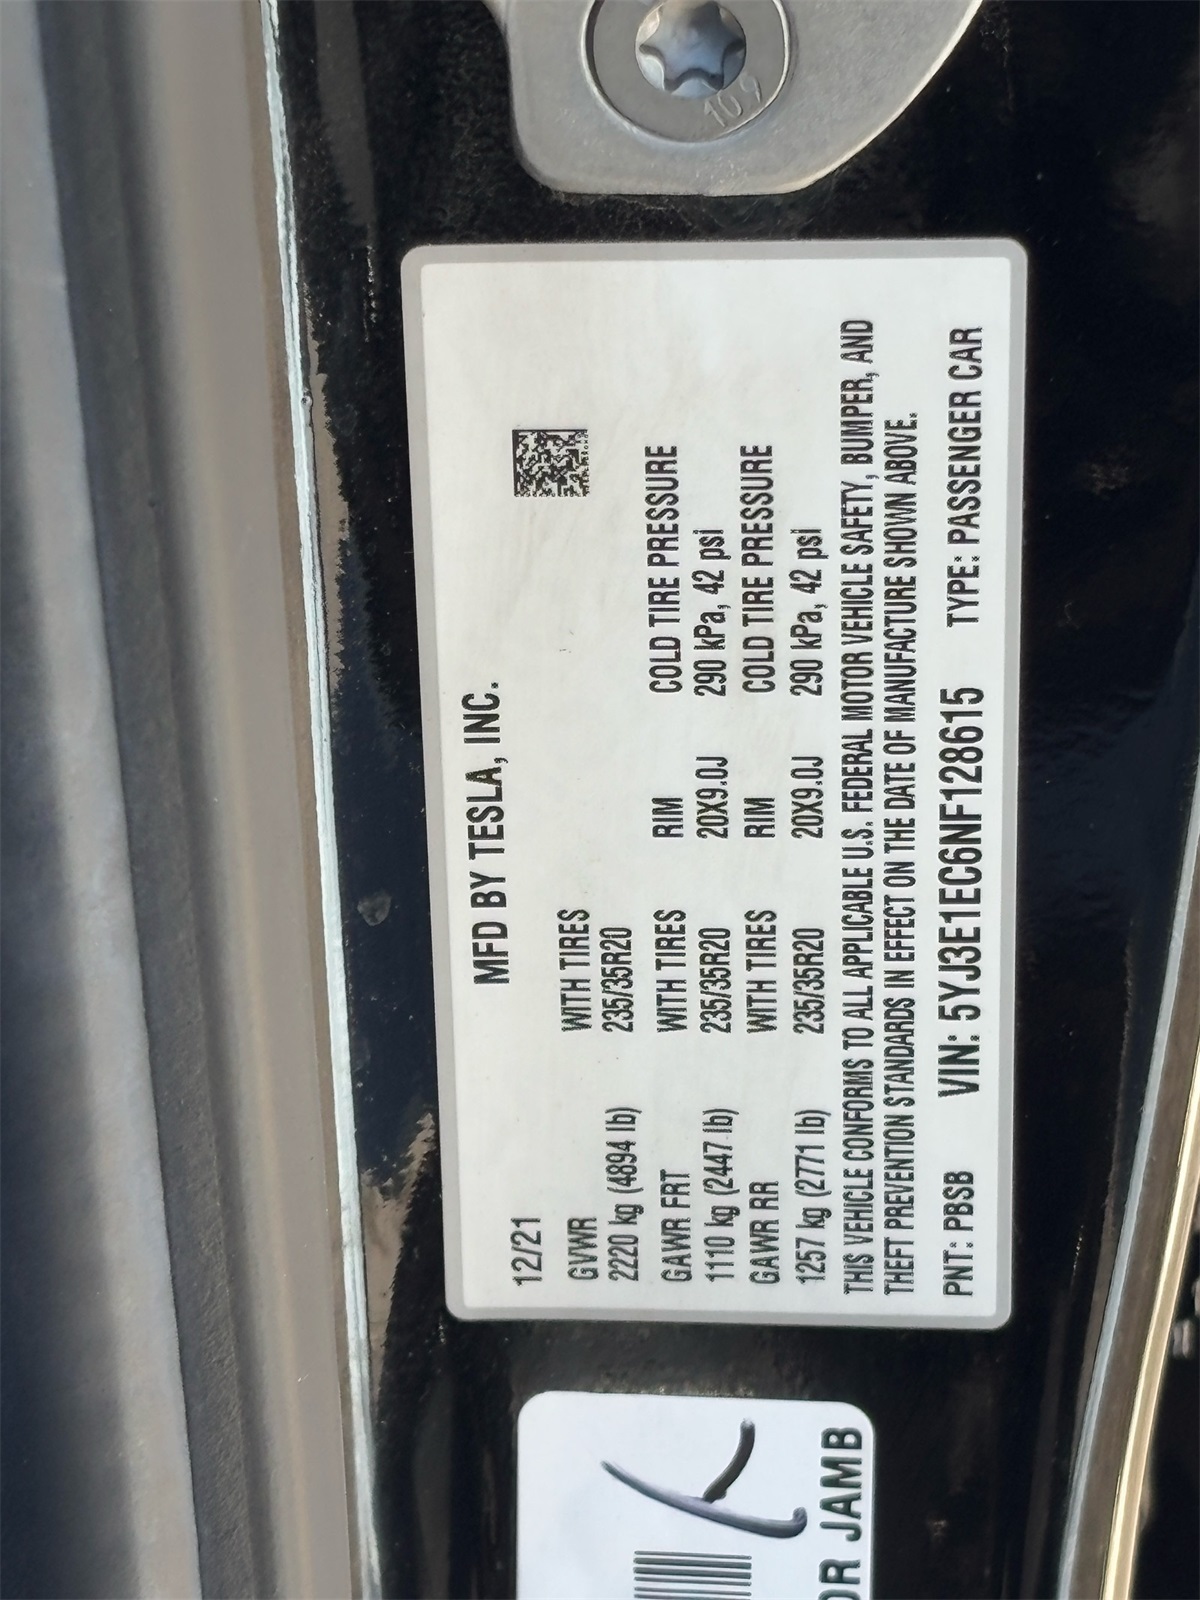 12/21 MFD BY TESLA, INC.
GVWR WITH TIRES
2220 kg (4894 lb) 235/35R20
GAWR FRT WITH TIRES RIM COLD TIRE PRESSURE
1110 kg (2447 lb) 235/35R20 20X9.0J 290 kPa, 42 psi
GAWR RR WITH TIRES RIM COLD TIRE PRESSURE
1257 kg (2771 lb) 235/35R20 20X9.0J 290 kPa, 42 psi
THIS VEHICLE CONFORMS TO ALL APPLICABLE U.S. FEDERAL MOTOR VEHICLE SAFETY, BUMPER, AND
THEFT PREVENTION STANDARDS IN EFFECT ON THE DATE OF MANUFACTURE SHOWN ABOVE.
PNT: PBSB VIN: 5YJ3E1EC6NF128615 TYPE: PASSENGER CAR
JAMB